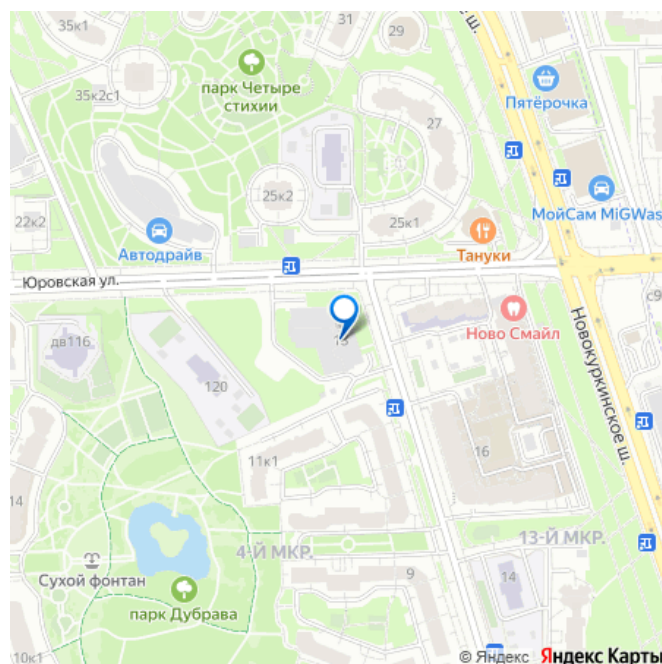 35к1
31
29
Ш.
парк Четыре
стихии
35к2с1
Пятёрочка
27
25к2
МойСам MiGWas
22к2
25к1
Автодрайв
Тануки
Юровская ул.
с9
Ново Смайл
Новокуркинское ш.
дв116
15
120
16
11к1
14
4-Й МКР.
13-Й МКР.
Сухой фонтан
9
14
парк Дубрава
10к1
© Яндекс Яндекс Карты